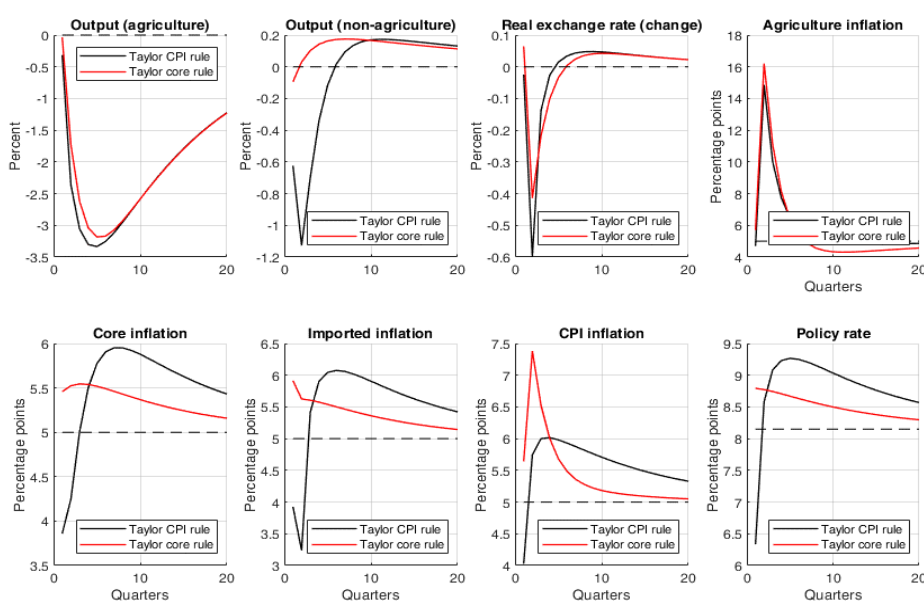 Output (agriculture)
Percent
0
-0.5
-1
-1.5
-2
-2.5
-3
-3.5
Taylor CPI rule
Taylor core rule
0 10 20
Output (non-agriculture)
Percent
0.2
0
-0.2
-0.4
-0.6
-0.8
-1
-1.2
Taylor CPI rule
Taylor core rule
0 10 20
Real exchange rate (change)
Percent
0.1
0
-0.1
-0.2
-0.3
-0.4
-0.5
-0.6
Taylor CPI rule
Taylor core rule
0 10 20
Agriculture inflation
Percentage points
18
16
14
12
10
8
6
4
Taylor CPI rule
Taylor core rule
0 10 20
Quarters
Core inflation
Percentage points
6
5.5
5
4.5
4
3.5
Taylor CPI rule
Taylor core rule
0 10 20
Quarters
Imported inflation
Percentage points
6.5
6
5.5
5
4.5
4
3.5
3
Taylor CPI rule
Taylor core rule
0 10 20
Quarters
CPI inflation
Percentage points
7.5
7
6.5
6
5.5
5
4.5
4
Taylor CPI rule
Taylor core rule
0 10 20
Quarters
Policy rate
Percentage points
9.5
9
8.5
8
7.5
7
6.5
6
Taylor CPI rule
Taylor core rule
0 10 20
Quarters